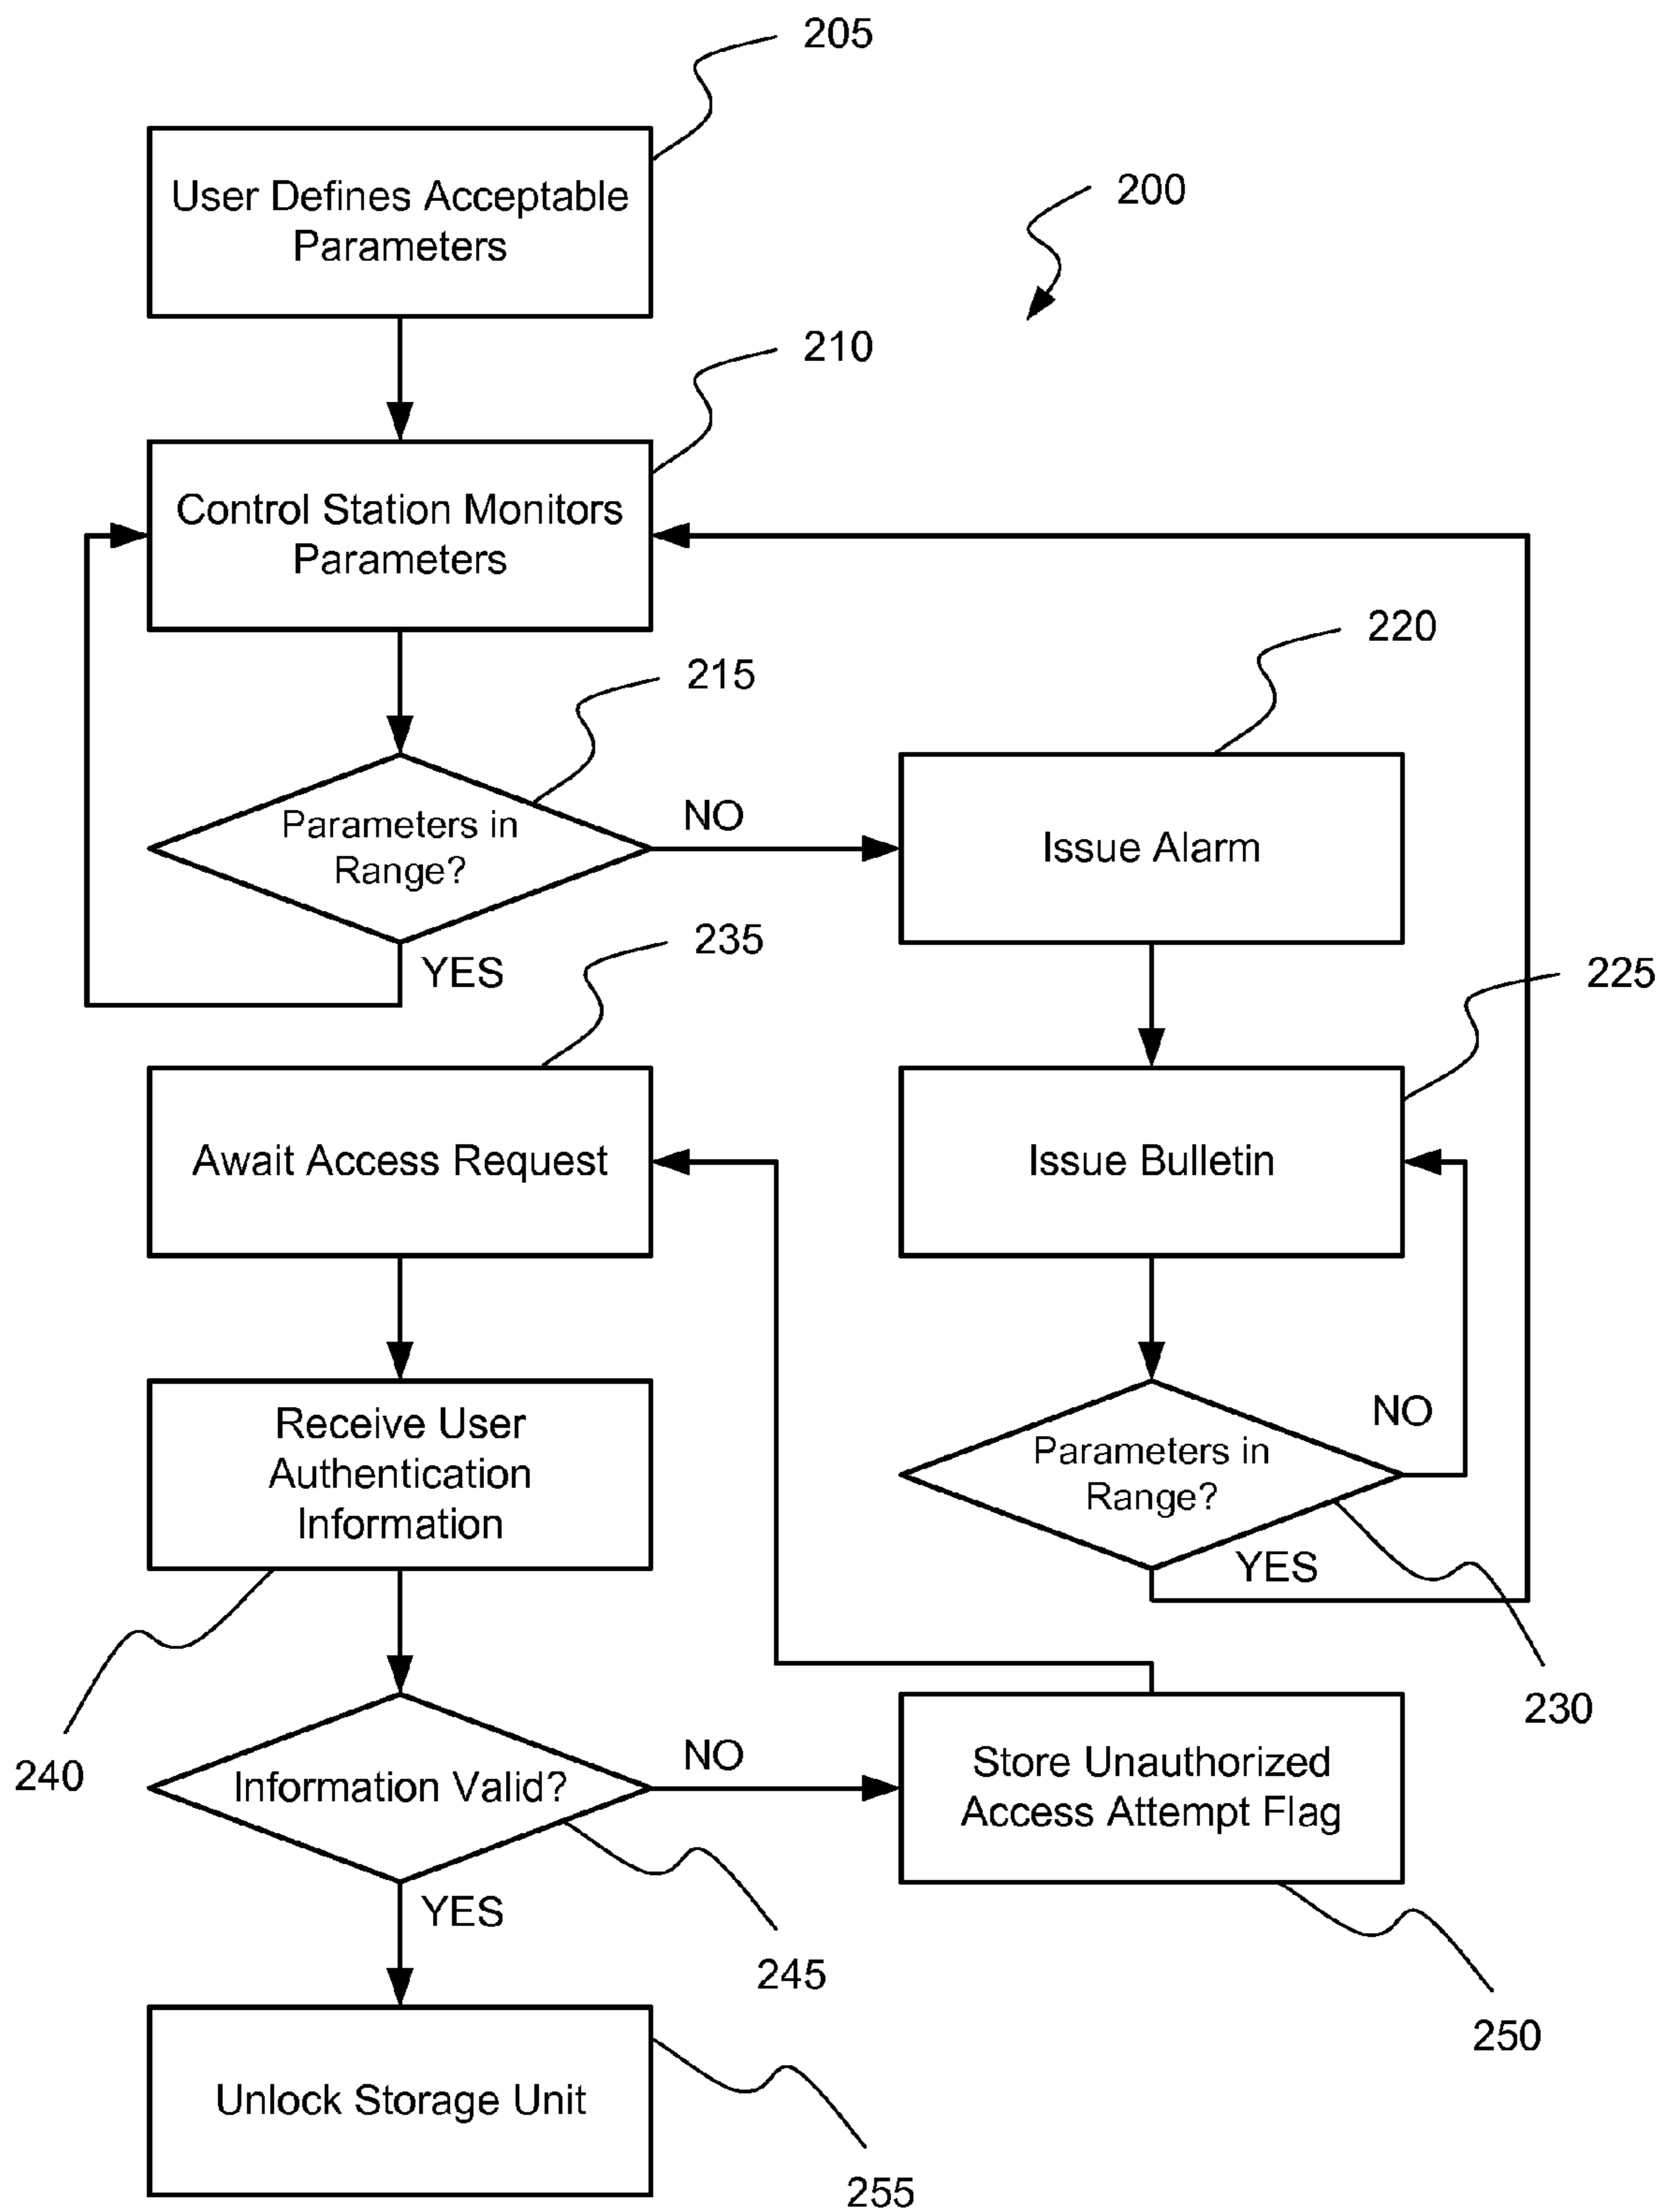 205
User Defines Acceptable
Parameters
200
210
Control Station Monitors
Parameters
220
215
Parameters in
Range?
NO
Issue Alarm
YES
235
225
Await Access Request
Issue Bulletin
Receive User
Authentication
Information
NO
Parameters in
Range?
YES
230
240
Information Valid?
NO
Store Unauthorized
Access Attempt Flag
YES
245
250
Unlock Storage Unit
255